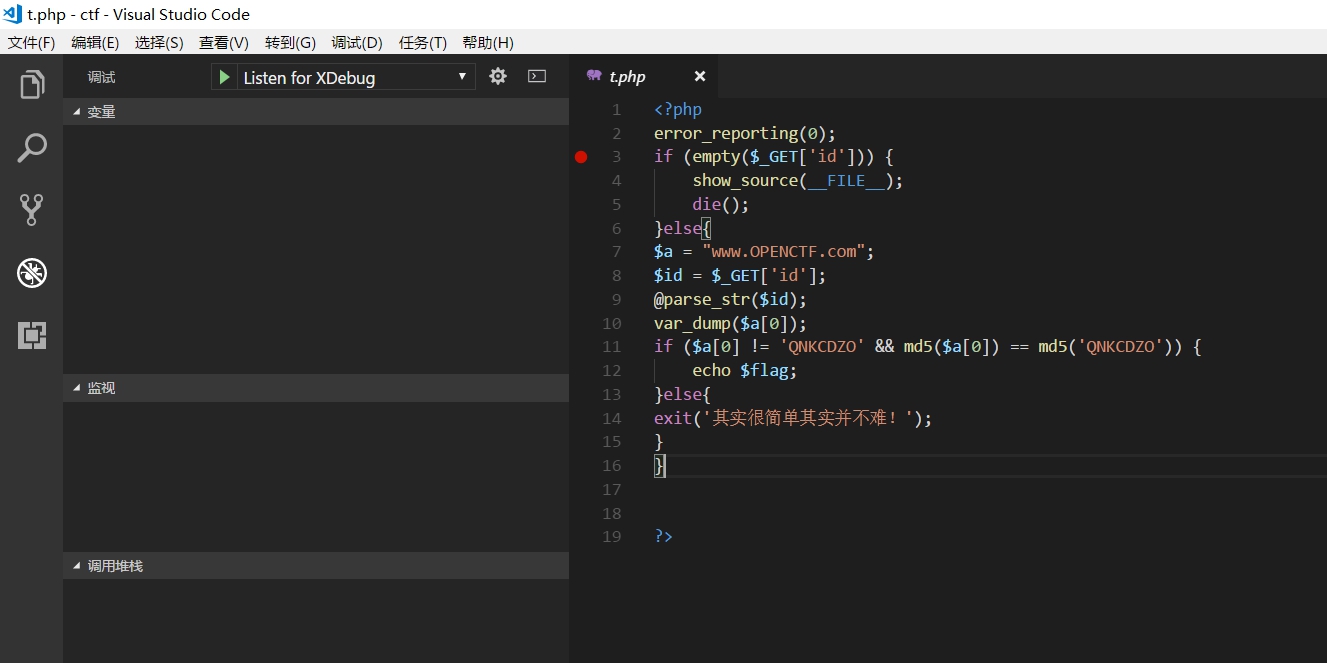 t.php - ctf - Visual Studio Code
文件(F) 编辑(E) 选择(S) 查看(V) 转到(G) 调试(D) 任务(T) 帮助(H)
调试 Listen for XDebug
变量
监视
调用堆栈
t.php
1 <?php
2 error_reporting(0);
3 if (empty($_GET['id'])) {
4 show_source(__FILE__);
5 die();
6 }else{
7 $a = "www.OPENCTF.com";
8 $id = $_GET['id'];
9 @parse_str($id);
10 var_dump($a[0]);
11 if ($a[0] != 'QNKCDZO' && md5($a[0]) == md5('QNKCDZO')) {
12 echo $flag;
13 }else{
14 exit('其实很简单其实并不难！');
15 }
16 }
17
18
19 ?>